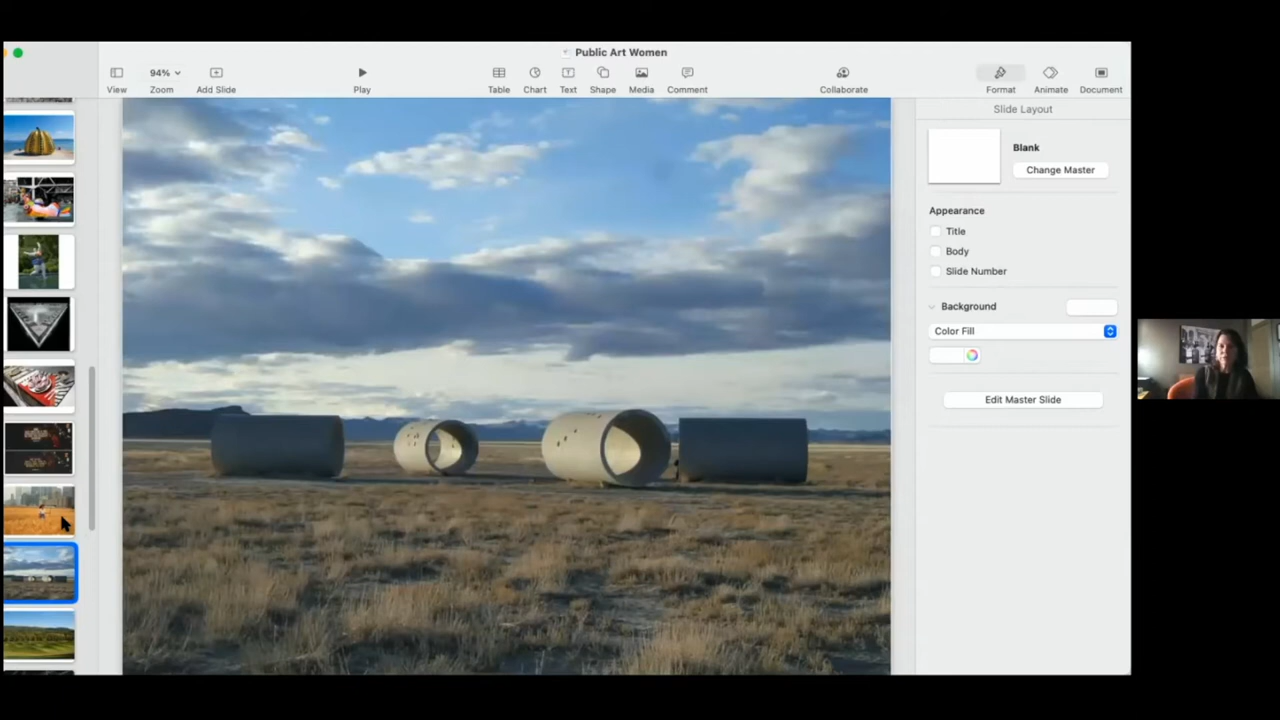 Public Art Women
94%
View
Zoom
Add Slide
Play
Table
Chart
Text
Shape
Media
Comment
Collaborate
Format
Animate
Document
Slide Layout
Blank
Change Master
Appearance
Title
Body
Slide Number
Background
Color Fill
Edit Master Slide